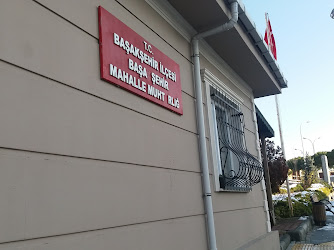 T.C.
BAŞAKŞEHİR İLÇESİ
BAŞA ŞEHİR
MAHALLE MUHT RLIĞ